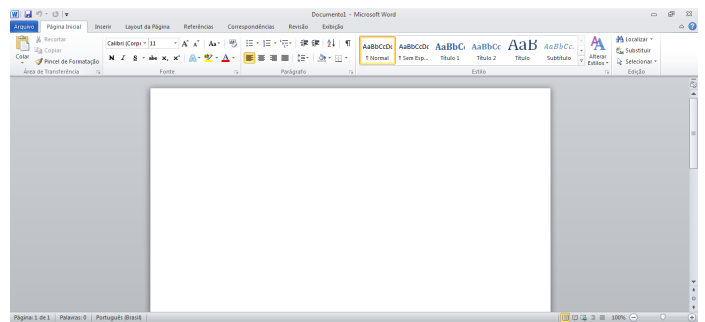 Documento1 - Microsoft Word
Arquivo Página Inicial Inserir Layout da Página Referências Correspondências Revisão Exibição
Colar
Recortar
Copiar
Pincel de Formatação
Área de Transferência
Calibri (Corpo 11
N I S abc x, x²
Fonte
Parágrafo
AaBbCcDc AaBbCcDc AaBbC AaBbCc AaB AaBbCc.
¶ Normal ¶ Sem Esp... Título 1 Título 2 Título Subtítulo
Alterar
Estilos
Estilo
Localizar
Substituir
Selecionar
Edição
Página: 1 de 1 Palavras: 0 Português (Brasil) 100%